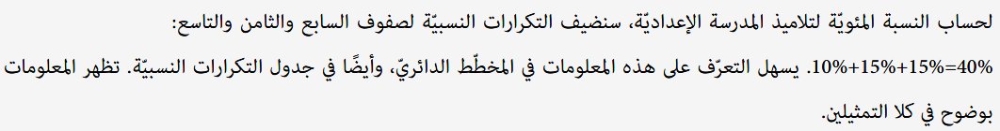 لحساب النسبة المئويّة لتلاميذ المدرسة الإعداديّة، سنضيف التكرارات النسبيّة لصفوف السابع والثامن والتاسع:
10%+15%+15%=40%. يسهل التعرّف على هذه المعلومات في المخطّط الدائريّ، وأيضًا في جدول التكرارات النسبيّة. تظهر المعلومات
بوضوح في كلا التمثيلين.